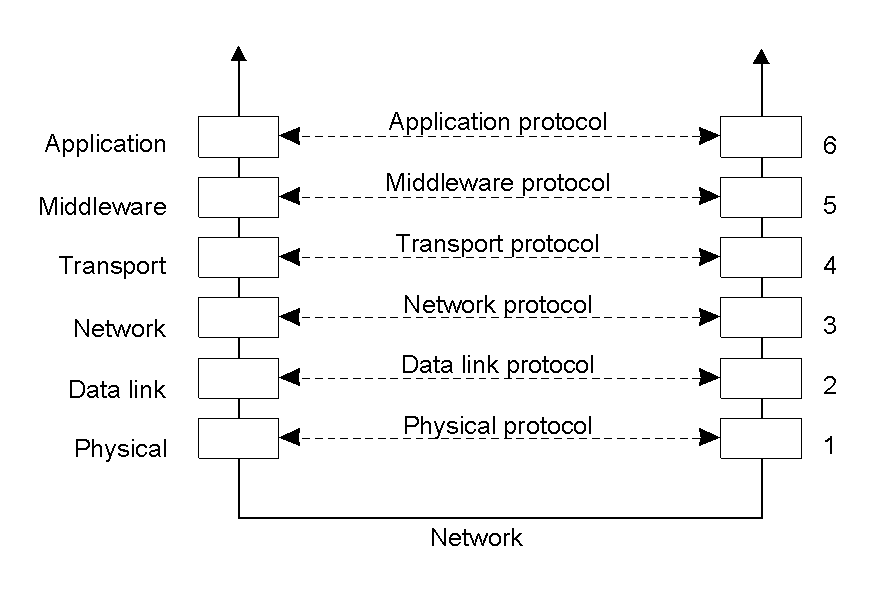 Application protocol
Application 6
Middleware protocol
Middleware 5
Transport protocol
Transport 4
Network protocol
Network 3
Data link protocol
Data link 2
Physical protocol
Physical 1
Network